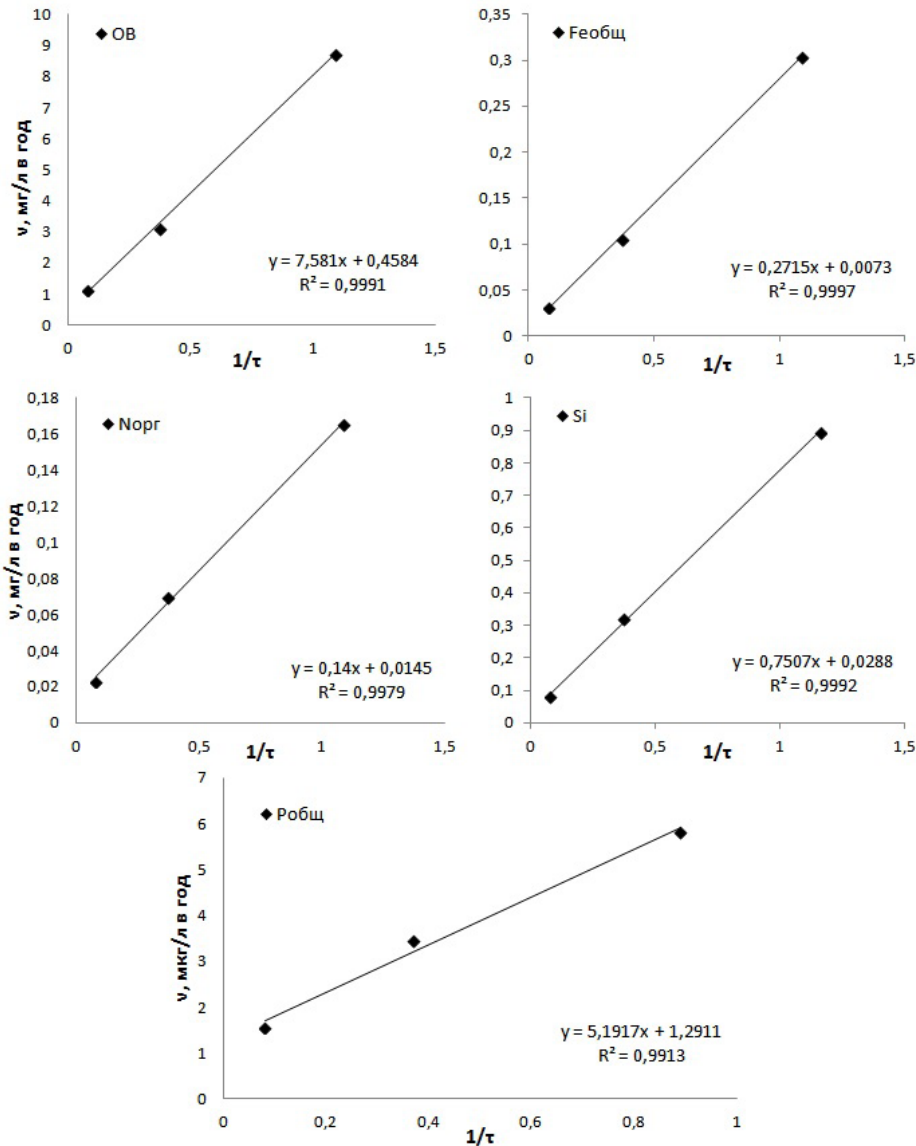 ν, мг/л в год
10
9
8
7
6
5
4
3
2
1
0
◆ ОВ
y = 7,581x + 0,4584
R² = 0,9991
0 0,5 1 1,5
1/τ
0,35
0,3
0,25
0,2
0,15
0,1
0,05
0
◆ Feобщ
y = 0,2715x + 0,0073
R² = 0,9997
0 0,5 1 1,5
1/τ
ν, мг/л в год
0,18
0,16
0,14
0,12
0,1
0,08
0,06
0,04
0,02
0
◆ Nорг
y = 0,14x + 0,0145
R² = 0,9979
0 0,5 1 1,5
1/τ
1
0,9
0,8
0,7
0,6
0,5
0,4
0,3
0,2
0,1
0
◆ Si
y = 0,7507x + 0,0288
R² = 0,9992
0 0,5 1 1,5
1/τ
ν, мкг/л в год
7
6
5
4
3
2
1
0
◆ Pобщ
y = 5,1917x + 1,2911
R² = 0,9913
0 0,2 0,4 0,6 0,8 1
1/τ